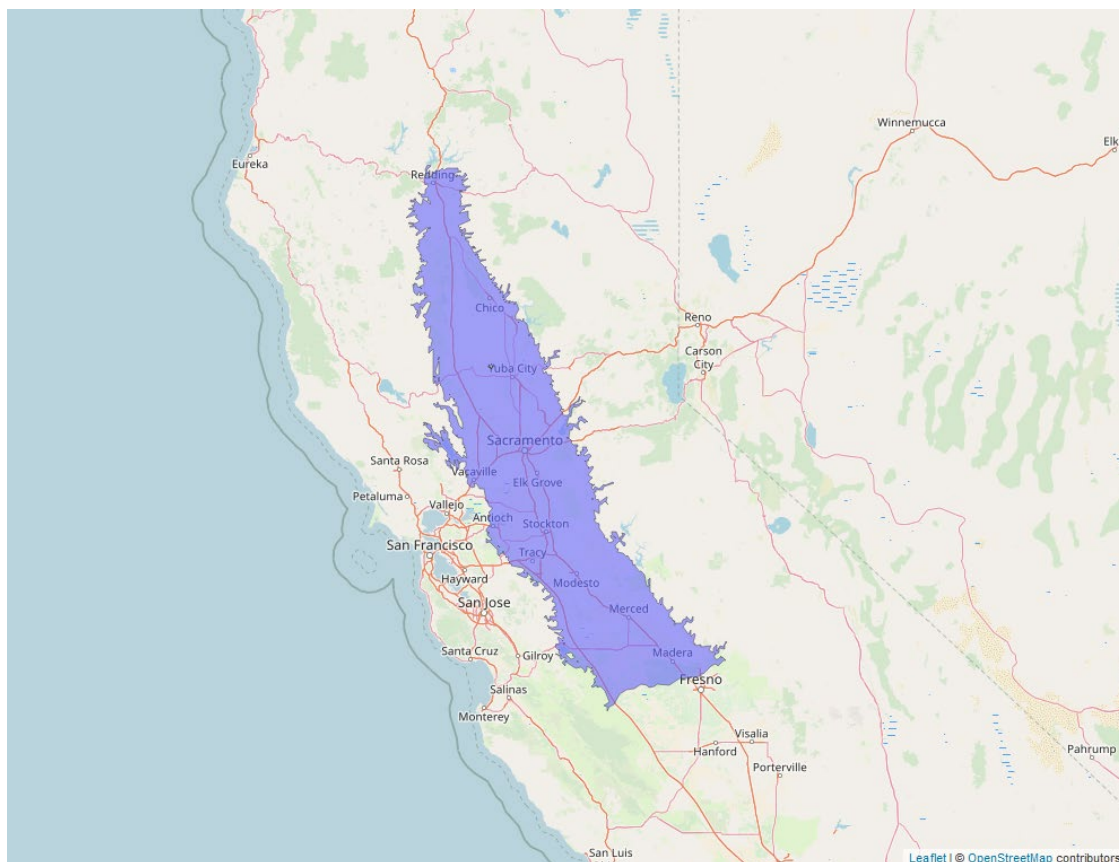 Winnemucca
Elk
Eureka
Redding
Chico
Reno
Carson
City
Yuba City
Sacramento
Santa Rosa
Vacaville
Elk Grove
Petaluma
Vallejo
Antioch
Stockton
San Francisco
Tracy
Hayward
Modesto
San Jose
Merced
Santa Cruz
Gilroy
Madera
Fresno
Salinas
Monterey
Visalia
Hanford
Pahrump
Porterville
San Luis
Leaflet | © OpenStreetMap contributors